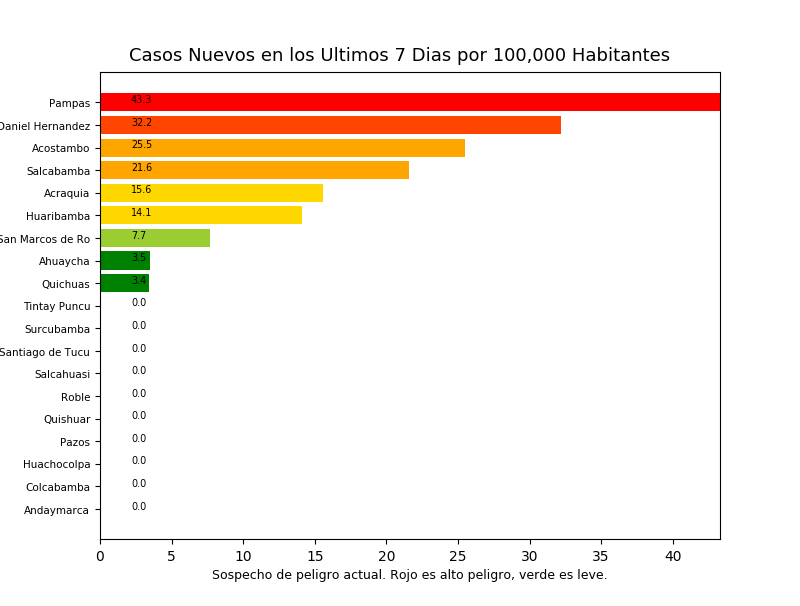 Casos Nuevos en los Ultimos 7 Dias por 100,000 Habitantes
Pampas 43.3
Daniel Hernandez 32.2
Acostambo 25.5
Salcabamba 21.6
Acraquia 15.6
Huaribamba 14.1
San Marcos de Ro 7.7
Ahuaycha 3.5
Quichuas 3.4
Tintay Puncu 0.0
Surcubamba 0.0
Santiago de Tucu 0.0
Salcahuasi 0.0
Roble 0.0
Quishuar 0.0
Pazos 0.0
Huachocolpa 0.0
Colcabamba 0.0
Andaymarca 0.0
0 5 10 15 20 25 30 35 40
Sospecho de peligro actual. Rojo es alto peligro, verde es leve.